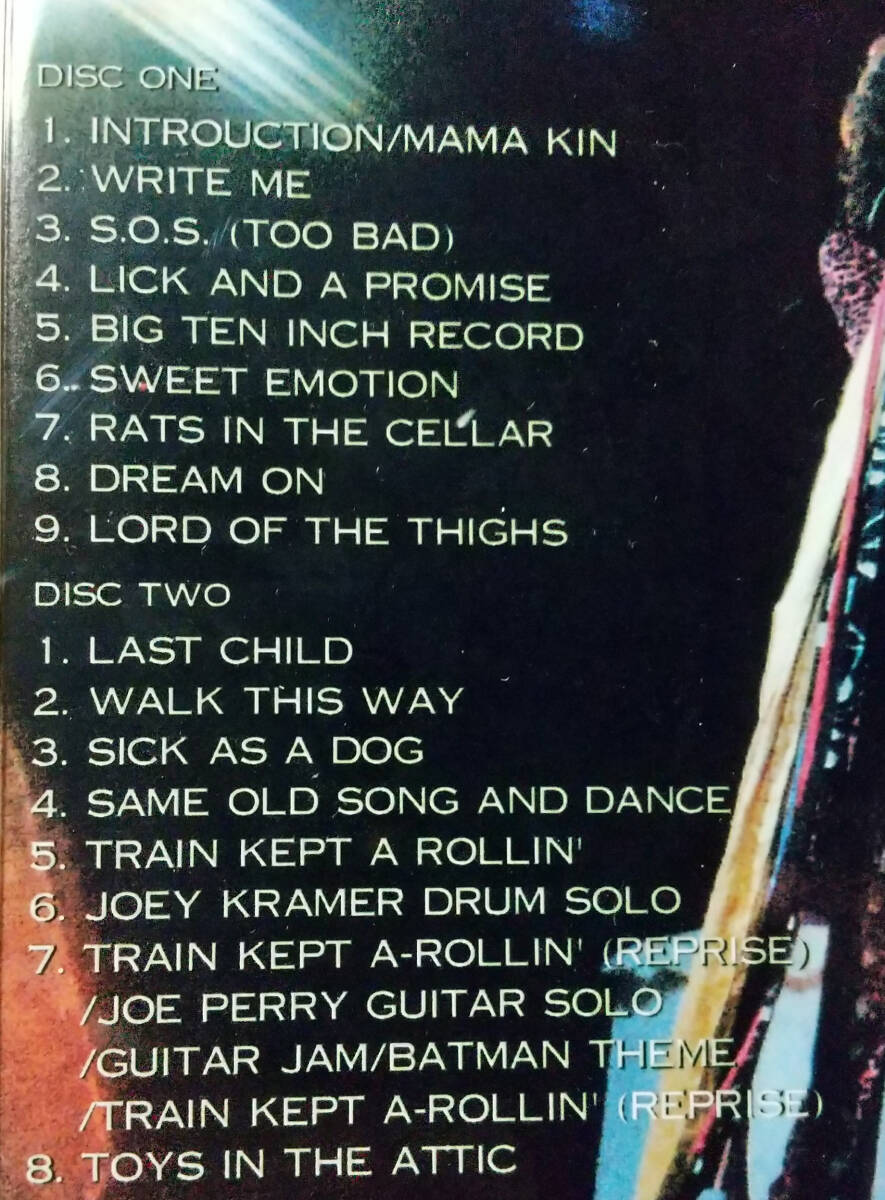 DISC ONE
1. INTROUCTION/MAMA KIN
2. WRITE ME
3. S.O.S. (TOO BAD)
4. LICK AND A PROMISE
5. BIG TEN INCH RECORD
6. SWEET EMOTION
7. RATS IN THE CELLAR
8. DREAM ON
9. LORD OF THE THIGHS
DISC TWO
1. LAST CHILD
2. WALK THIS WAY
3. SICK AS A DOG
4. SAME OLD SONG AND DANCE
5. TRAIN KEPT A ROLLIN'
6. JOEY KRAMER DRUM SOLO
7. TRAIN KEPT A-ROLLIN' (REPRISE)
/JOE PERRY GUITAR SOLO
/GUITAR JAM/BATMAN THEME
/TRAIN KEPT A-ROLLIN' (REPRISE)
8. TOYS IN THE ATTIC